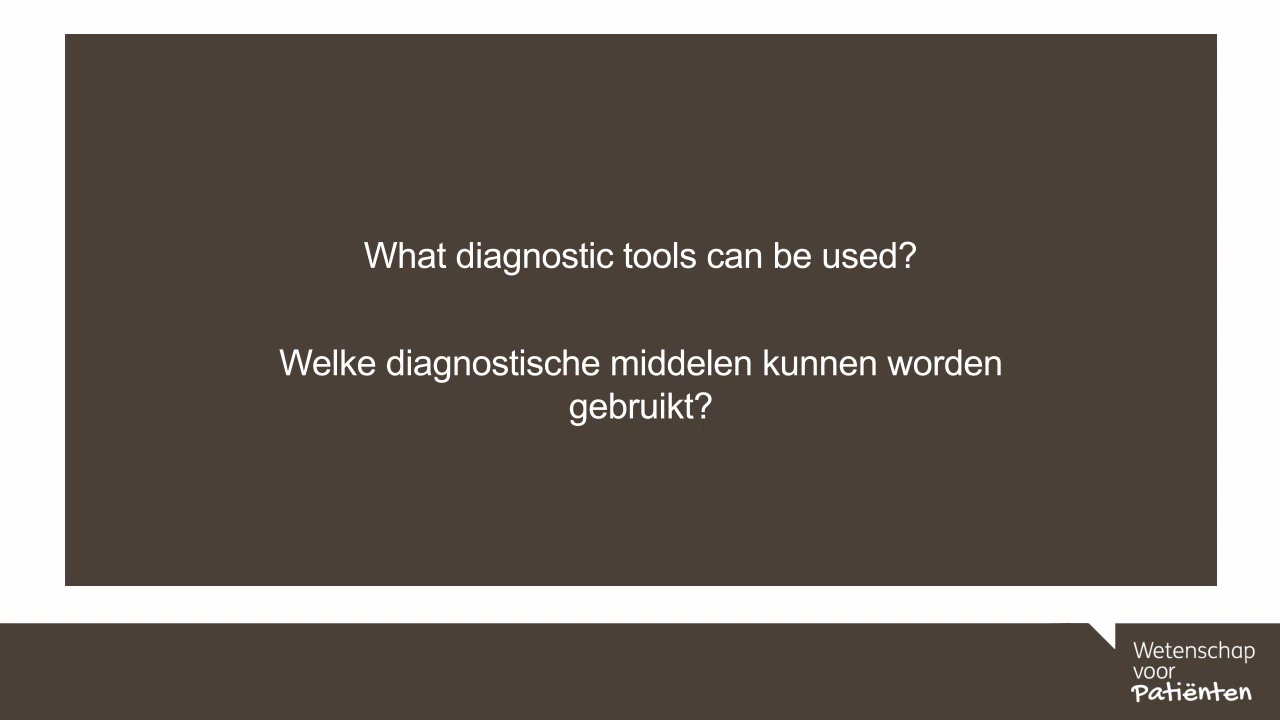 What diagnostic tools can be used?
Welke diagnostische middelen kunnen worden
gebruikt?
Wetenschap
voor
Patiënten